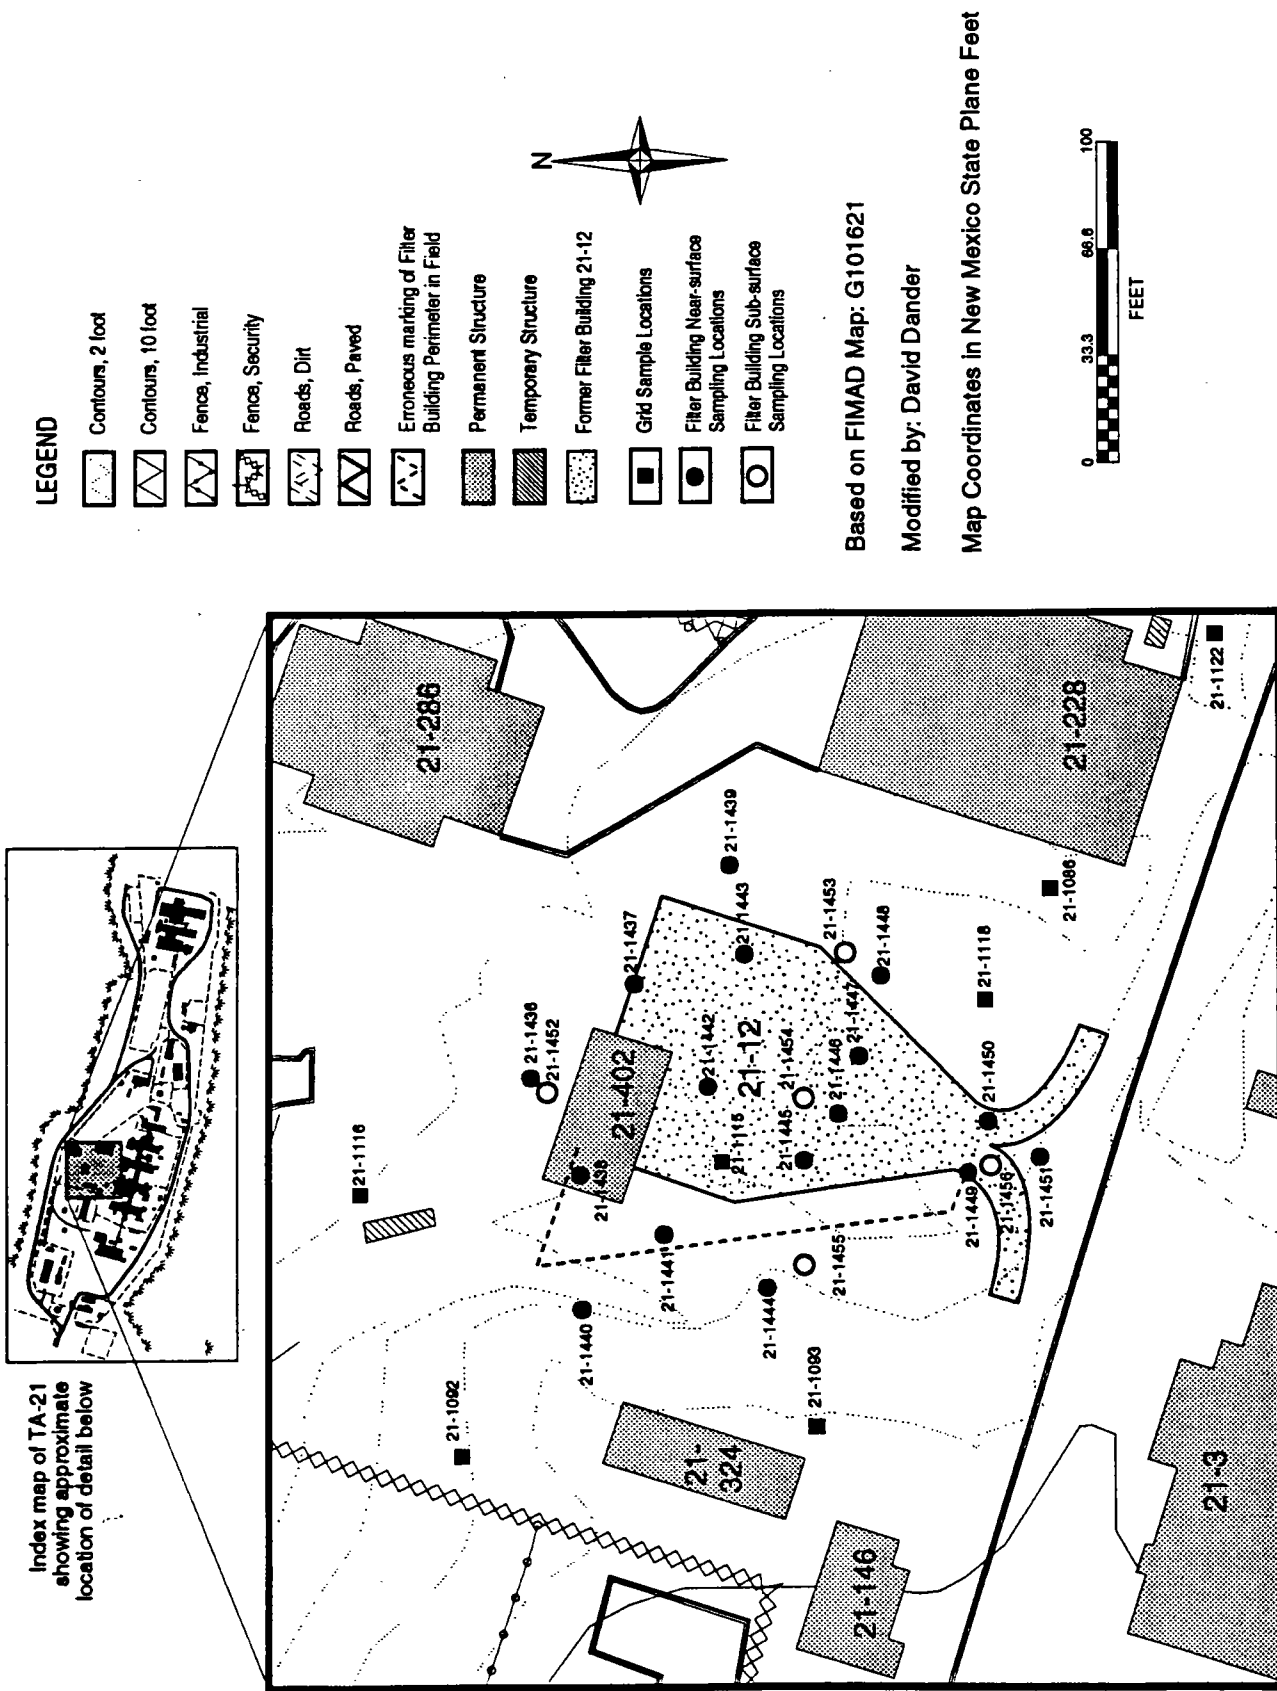 Index map of TA-21
showing approximate
location of detail below
LEGEND
Contours, 2 foot
Contours, 10 foot
Fence, Industrial
Fence, Security
Roads, Dirt
Roads, Paved
Erroneous marking of Filter
Building Perimeter in Field
Permanent Structure
Temporary Structure
Former Filter Building 21-12
Grid Sample Locations
Filter Building Near-surface
Sampling Locations
Filter Building Sub-surface
Sampling Locations
N
Based on FIMAD Map: G101621
Modified by: David Dander
Map Coordinates in New Mexico State Plane Feet
0
33.3
66.6
100
FEET
21-286
21-1116
21-1092
21-1436
21-1452
21-1437
21-402
21-1438
21-1440
21-1441
21-1439
21-1443
21-1442
21-12
21-1115
21-324
21-1444
21-1445
21-1454
21-1446
21-1447
21-1453
21-1448
21-1455
21-1093
21-146
21-228
21-1118
21-1086
21-1450
21-1449
21-1456
21-1451
21-1122
21-3